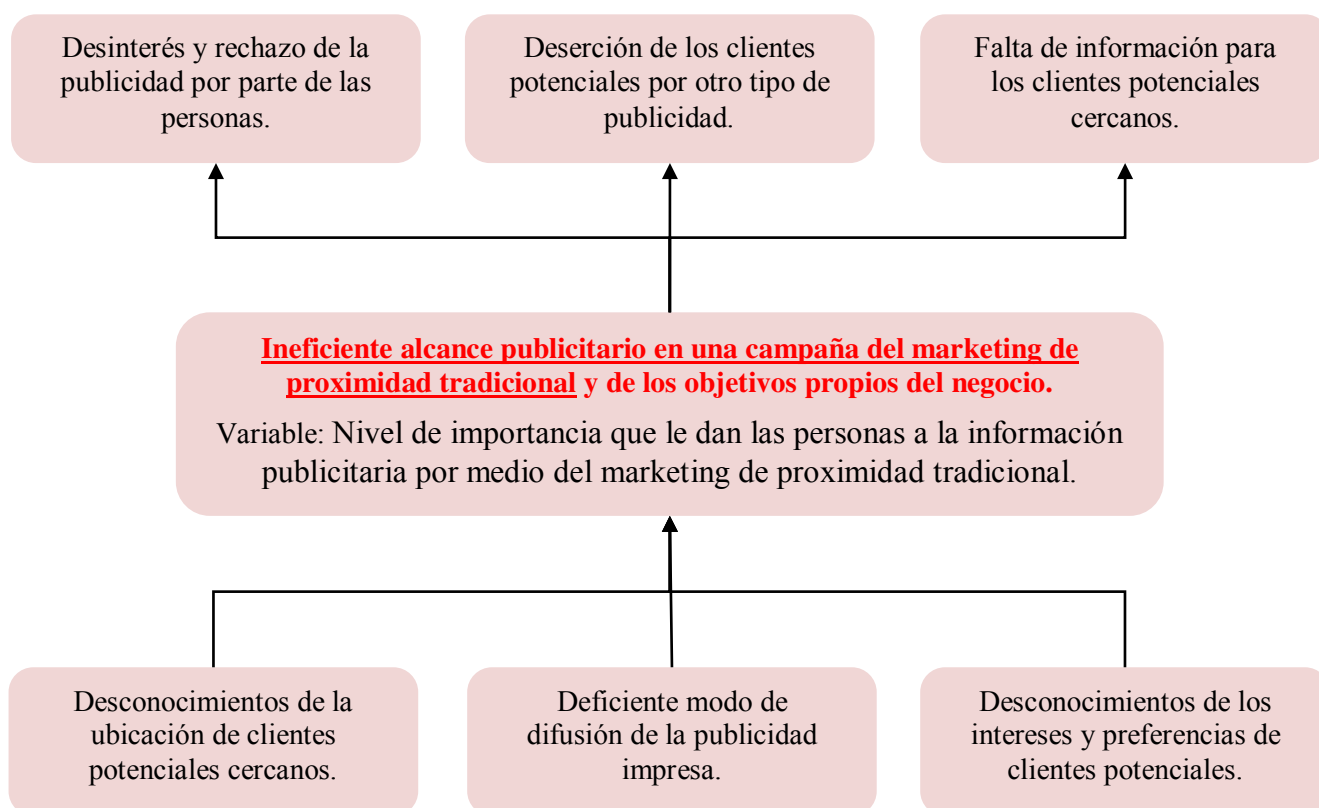 Desinterés y rechazo de la
publicidad por parte de las
personas.
Deserción de los clientes
potenciales por otro tipo de
publicidad.
Falta de información para
los clientes potenciales
cercanos.
Ineficiente alcance publicitario en una campaña del marketing de
proximidad tradicional y de los objetivos propios del negocio.
Variable: Nivel de importancia que le dan las personas a la información
publicitaria por medio del marketing de proximidad tradicional.
Desconocimientos de la
ubicación de clientes
potenciales cercanos.
Deficiente modo de
difusión de la publicidad
impresa.
Desconocimientos de los
intereses y preferencias de
clientes potenciales.